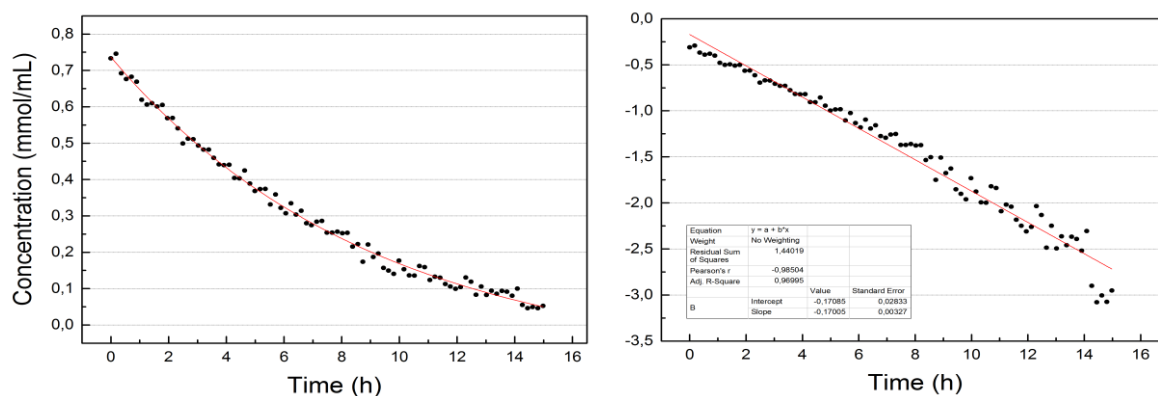 Concentration (mmol/mL)
0,8
0,7
0,6
0,5
0,4
0,3
0,2
0,1
0,0
0 2 4 6 8 10 12 14 16
Time (h)
0,0
-0,5
-1,0
-1,5
-2,0
-2,5
-3,0
-3,5
Equation y = a + b*x
Weight No Weighting
Residual Sum of Squares 1,44019
Pearson's r -0,98504
Adj. R-Square 0,96995
Value Standard Error
B Intercept -0,17085 0,02833
Slope -0,17005 0,00327
0 2 4 6 8 10 12 14 16
Time (h)